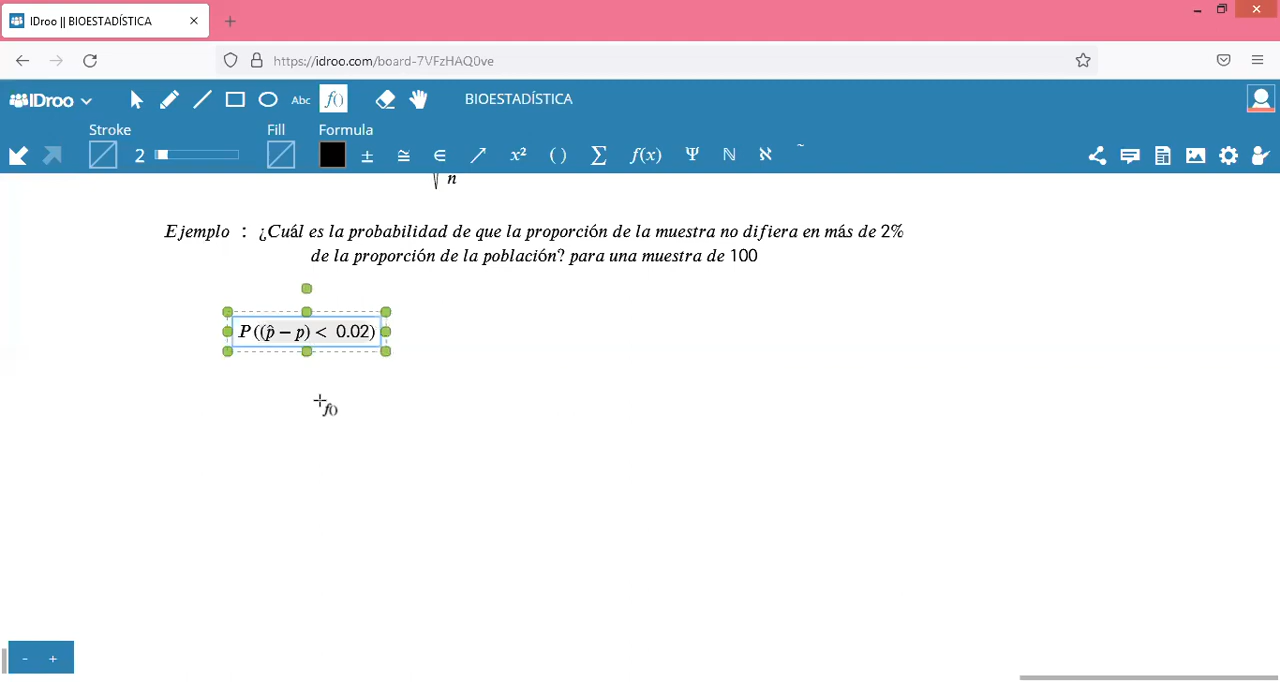 IDroo || BIOESTADÍSTICA
https://idroo.com/board-7VFzHAQ0ve
IDroo Abc f() BIOESTADÍSTICA
Stroke Fill Formula
2 ± ≅ ∈ x² ( ) ∑ f(x) Ψ ℕ ℵ ~
√ n
Ejemplo : ¿Cuál es la probabilidad de que la proporción de la muestra no difiera en más de 2%
de la proporción de la población? para una muestra de 100
P ((p̂ − p) < 0.02)
f()
- +